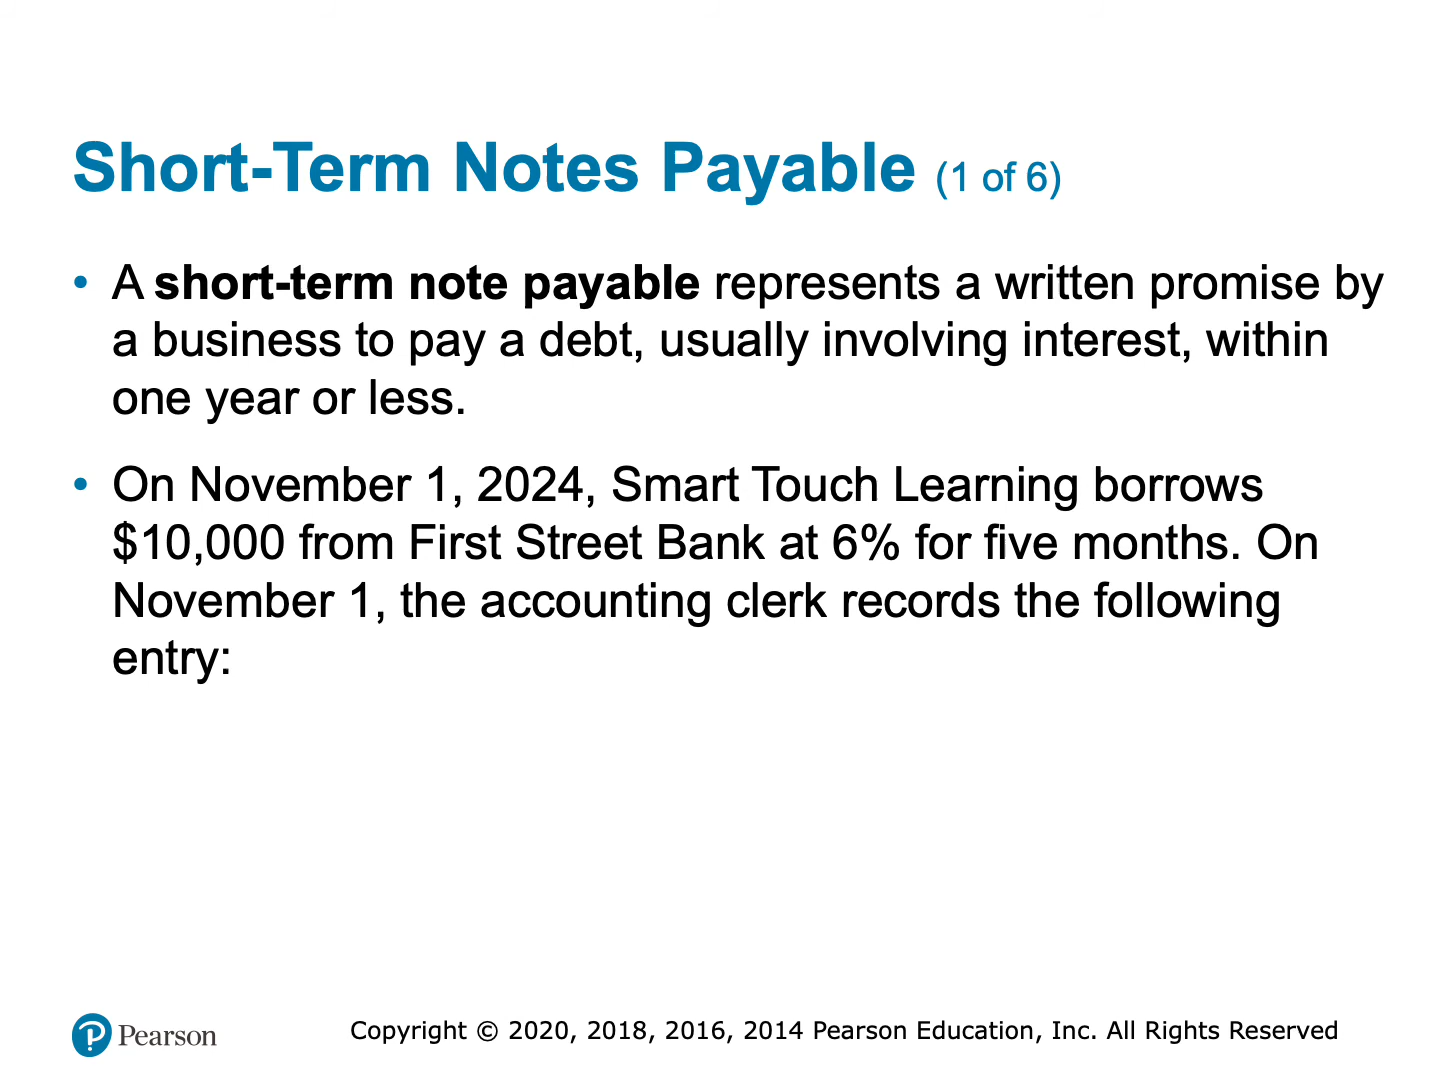 Short-Term Notes Payable (1 of 6)
• A short-term note payable represents a written promise by
a business to pay a debt, usually involving interest, within
one year or less.
• On November 1, 2024, Smart Touch Learning borrows
$10,000 from First Street Bank at 6% for five months. On
November 1, the accounting clerk records the following
entry:
Pearson
Copyright © 2020, 2018, 2016, 2014 Pearson Education, Inc. All Rights Reserved